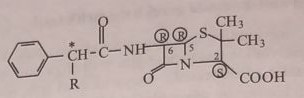 O
* C NH R R S CH3
CH 6 5 CH3
R O N 2 S COOH